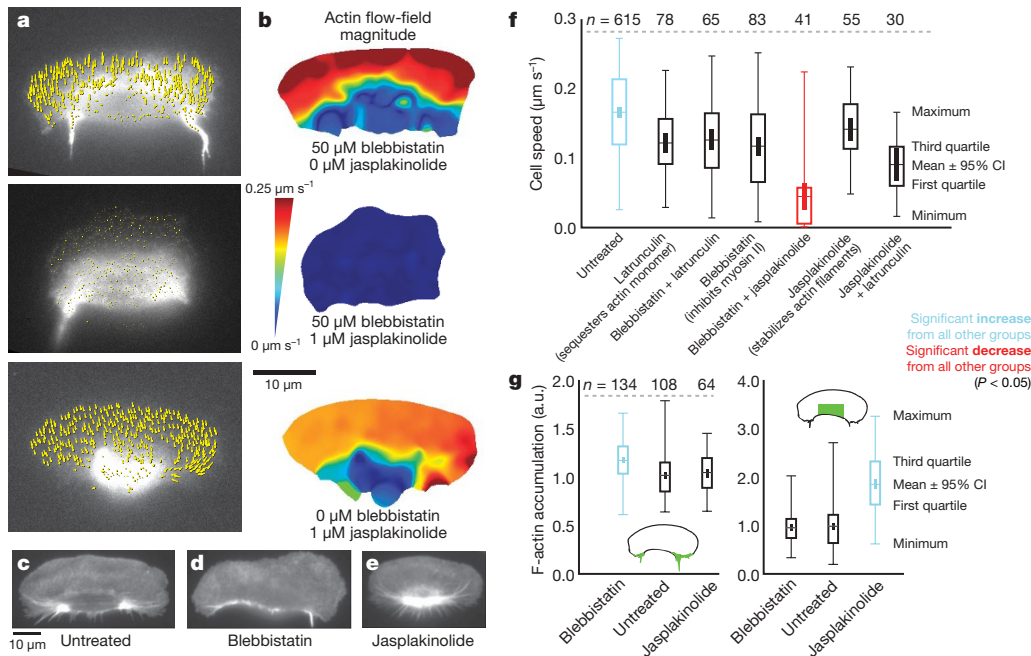 a
b
Actin flow-field
magnitude
50 µM blebbistatin
0 µM jasplakinolide
0.25 µm s⁻¹
0 µm s⁻¹
50 µM blebbistatin
1 µM jasplakinolide
10 µm
0 µM blebbistatin
1 µM jasplakinolide
c
d
e
10 µm
Untreated
Blebbistatin
Jasplakinolide
f
n = 615 78 65 83 41 55 30
Cell speed (µm s⁻¹)
0.3
0.2
0.1
0
Maximum
Third quartile
Mean ± 95% CI
First quartile
Minimum
Untreated
Latrunculin
(sequesters actin monomer)
Blebbistatin + latrunculin
Blebbistatin
(inhibits myosin II)
Blebbistatin + jasplakinolide
Jasplakinolide
(stabilizes actin filaments)
Jasplakinolide
+ latrunculin
Significant increase
from all other groups
Significant decrease
from all other groups
(P < 0.05)
g
n = 134 108 64
F-actin accumulation (a.u.)
2.0
1.5
1.0
0.5
0.0
Blebbistatin
Untreated
Jasplakinolide
4.0
3.0
2.0
1.0
0.0
Maximum
Third quartile
Mean ± 95% CI
First quartile
Minimum
Blebbistatin
Untreated
Jasplakinolide